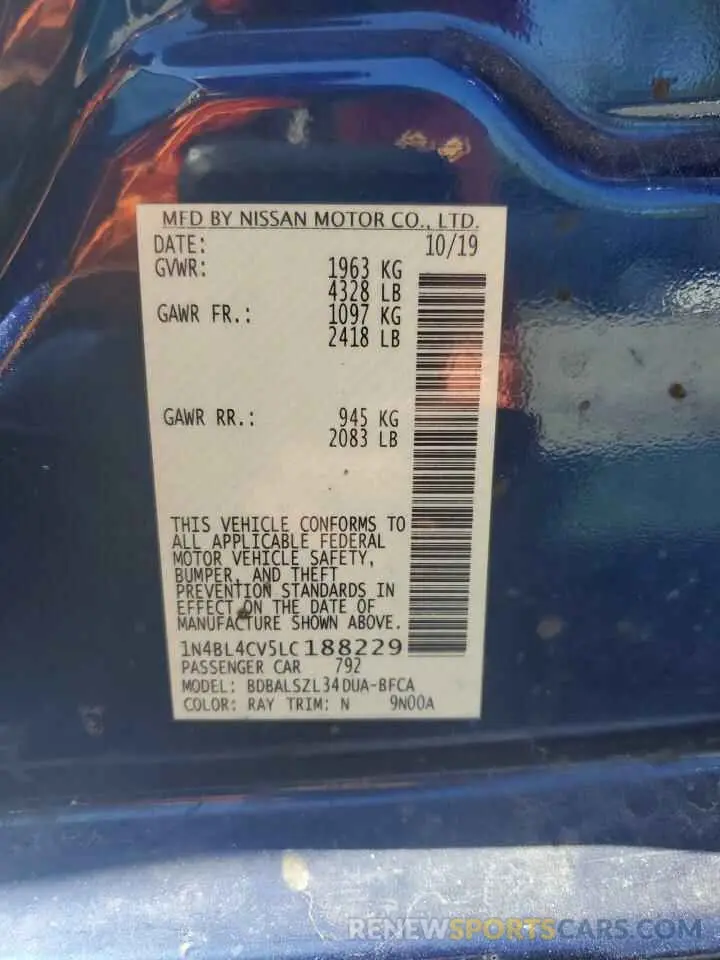 MFD BY NISSAN MOTOR CO., LTD.
DATE: 10/19
GVWR: 1963 KG
4328 LB
GAWR FR.: 1097 KG
2418 LB
GAWR RR.: 945 KG
2083 LB
THIS VEHICLE CONFORMS TO
ALL APPLICABLE FEDERAL
MOTOR VEHICLE SAFETY,
BUMPER, AND THEFT
PREVENTION STANDARDS IN
EFFECT ON THE DATE OF
MANUFACTURE SHOWN ABOVE.
1N4BL4CV5LC188229
PASSENGER CAR 792
MODEL: BDBALSZL34DUA-BFCA
COLOR: RAY TRIM: N 9N00A
RENEWSPORTSCARS.COM